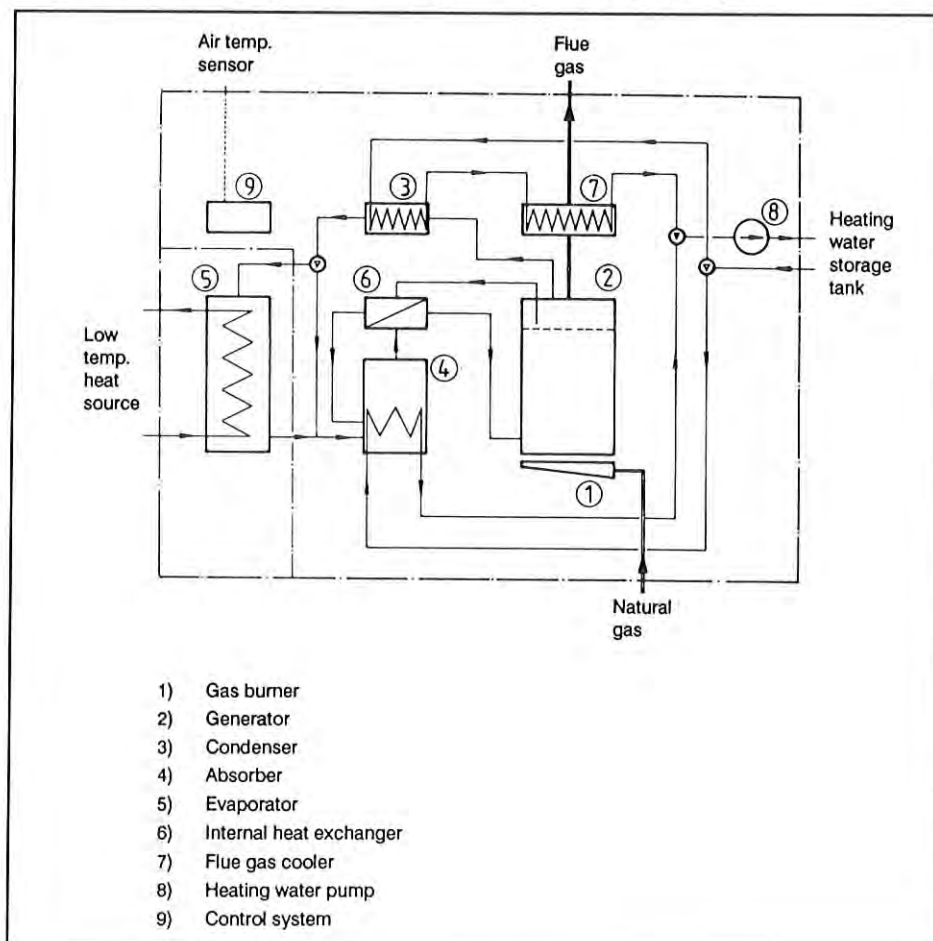 Air temp.
sensor
Flue
gas
9
3
7
8
Heating
water
storage
tank
5
6
2
Low
temp.
heat
source
4
1
Natural
gas
1) Gas burner
2) Generator
3) Condenser
4) Absorber
5) Evaporator
6) Internal heat exchanger
7) Flue gas cooler
8) Heating water pump
9) Control system